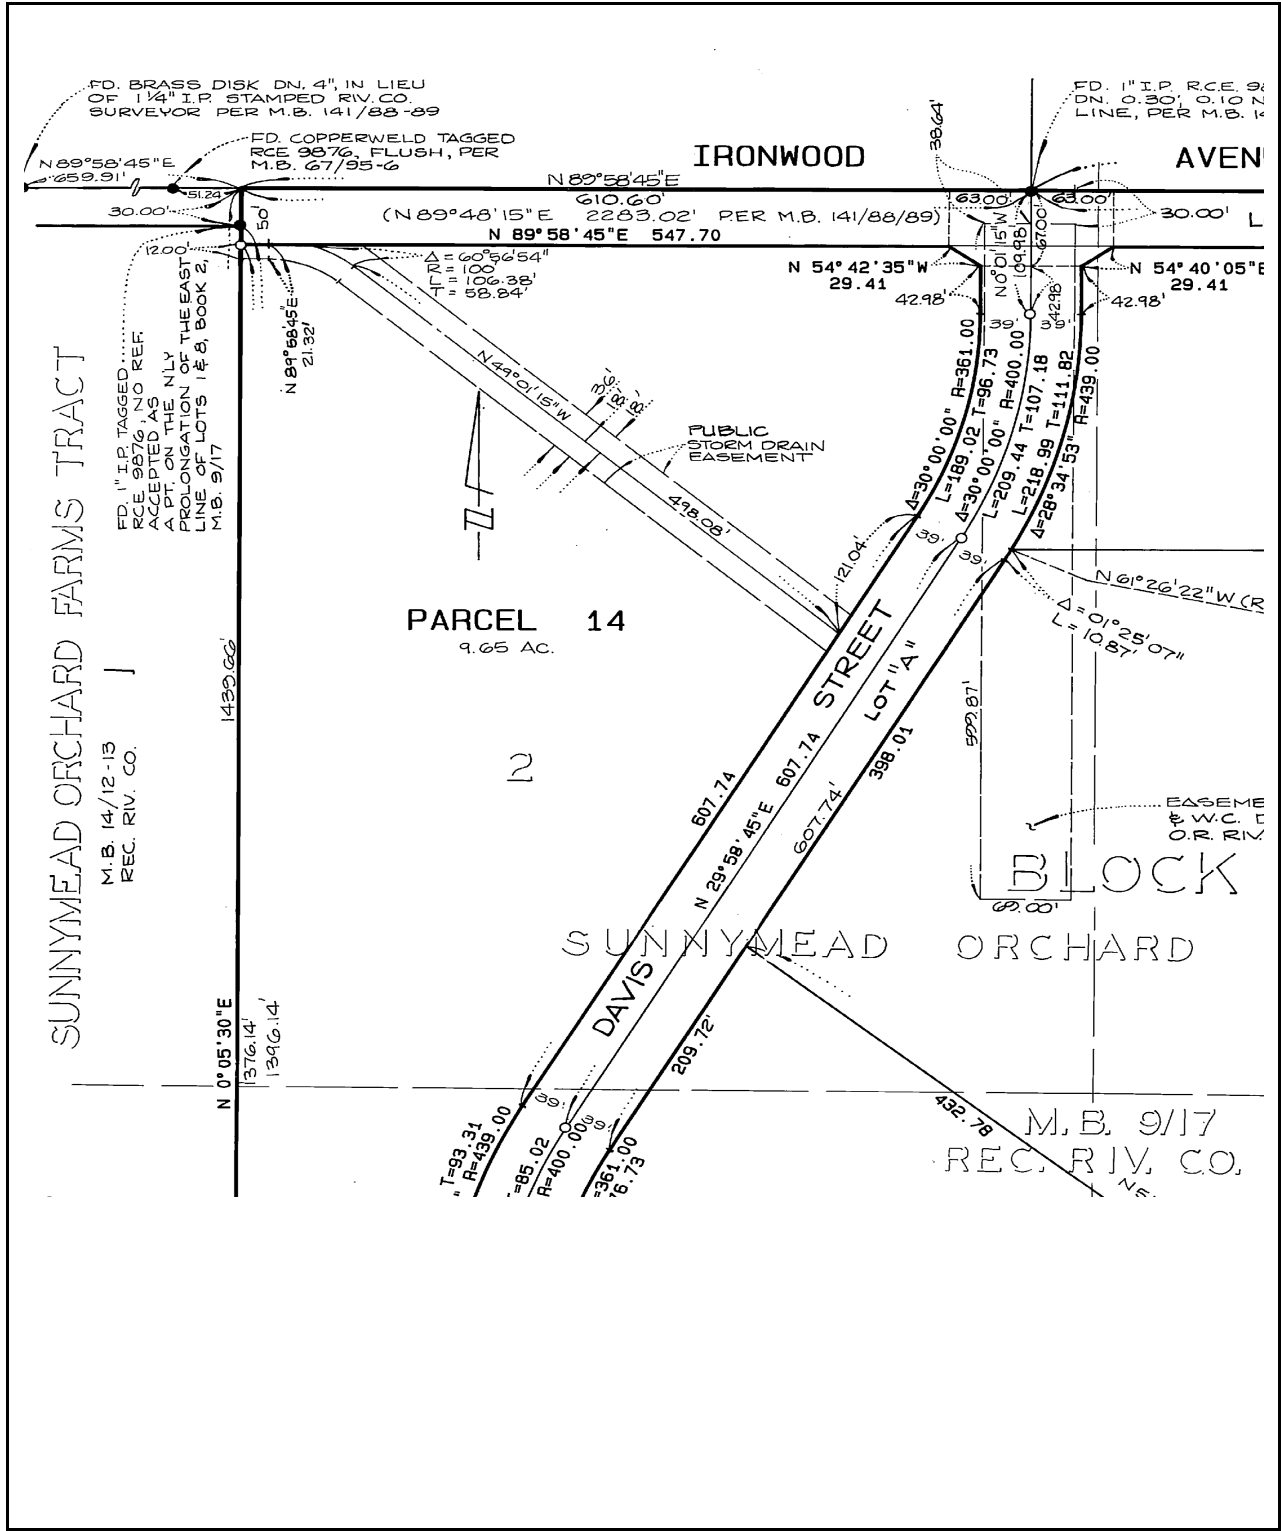 FD. BRASS DISK DN. 4", IN LIEU
OF 1 1/4" I.P. STAMPED RIV. CO.
SURVEYOR PER M.B. 141/88-89
FD. COPPERWELD TAGGED
RCE 9876, FLUSH, PER
M.B. 67/95-6
N 89°58'45"E
659.91'
51.24'
30.00'
12.00'
50'
IRONWOOD
AVEN
N 89°58'45"E
610.60'
(N 89°48'15"E 2283.02' PER M.B. 141/88/89)
N 89°58'45"E 547.70
38.64'
FD. 1" I.P. R.C.E. 98
DN. 0.30', 0.10 N
LINE, PER M.B. 14
63.00'
63.00'
30.00'
L
N 0°01'15"W
109.98'
67.00
N 54°42'35"W
29.41
N 54°40'05"E
29.41
42.98'
42.98'
42.98'
39'
39'
Δ = 60°56'54"
R = 100'
L = 106.38'
T = 58.84'
N 89°58'45"E
21.32'
FD. 1" I.P. TAGGED
RCE 9876, NO REF.
ACCEPTED AS
A PT. ON THE N'LY
PROLONGATION OF THE EAST
LINE OF LOTS 1 & 8, BOOK 2,
M.B. 9/17
N 49°01'15"W
36'
18'
18'
PUBLIC
STORM DRAIN
EASEMENT
498.08'
121.04'
Δ=30°00'00" R=361.00
L=189.02 T=96.73
Δ=30°00'00" R=400.00
L=209.44 T=107.18
L=218.99 T=111.82
Δ=28°34'53" R=439.00
39'
39'
N 61°26'22"W (R
Δ = 01°25'07"
L = 10.87'
N
PARCEL 14
9.65 AC.
2
SUNNYMEAD ORCHARD FARMS TRACT
M.B. 14/12-13
REC. RIV. CO.
1
1439.66'
N 0°05'30"E
1376.14'
1396.14'
DAVIS STREET
LOT "A"
607.74
N 29°58'45"E 607.74
607.74'
398.01
209.72'
599.87'
69.00'
EASEME
& W.C. D
O.R. RIV.
BLOCK
SUNNYMEAD ORCHARD
432.78
M.B. 9/17
REC. RIV. CO.
39'
39'
T=93.31
" R=439.00
=85.02
R=400.00
=361.00
76.73